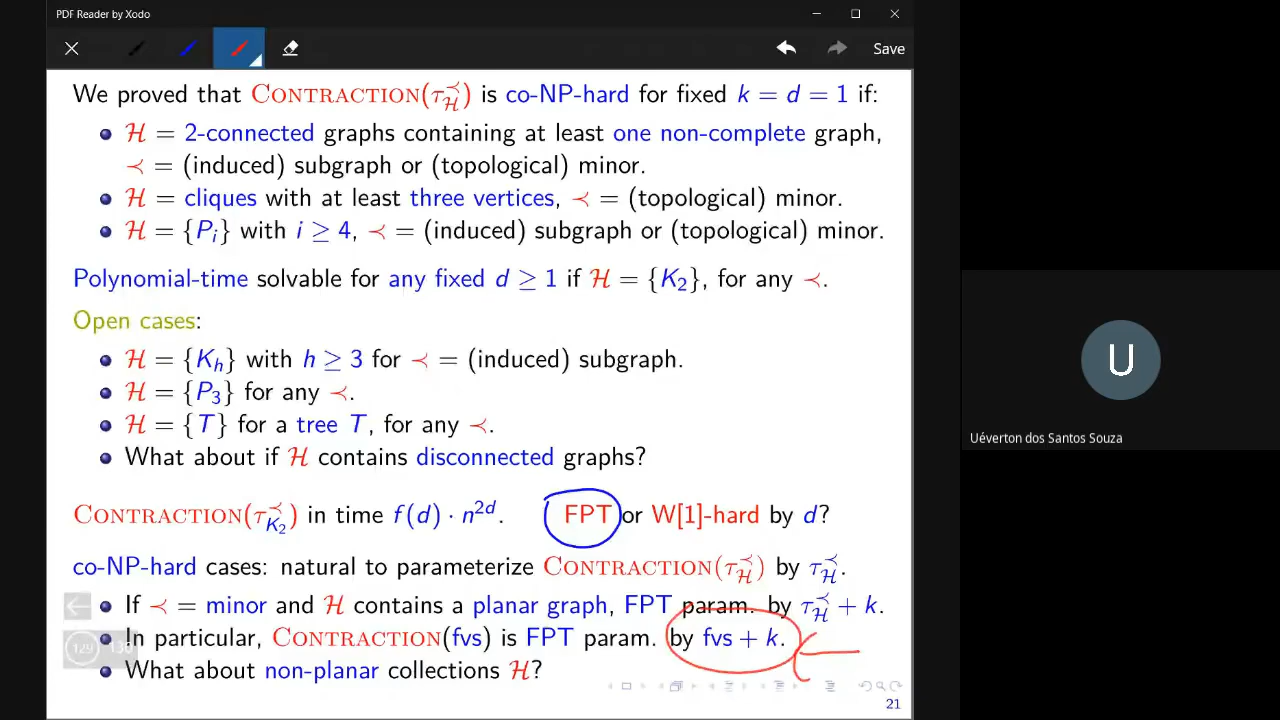 PDF Reader by Xodo
Save
We proved that CONTRACTION(τ_ℋ^≺) is co-NP-hard for fixed k = d = 1 if:
ℋ = 2-connected graphs containing at least one non-complete graph,
≺ = (induced) subgraph or (topological) minor.
ℋ = cliques with at least three vertices, ≺ = (topological) minor.
ℋ = {P_i} with i ≥ 4, ≺ = (induced) subgraph or (topological) minor.
Polynomial-time solvable for any fixed d ≥ 1 if ℋ = {K_2}, for any ≺.
Open cases:
ℋ = {K_h} with h ≥ 3 for ≺ = (induced) subgraph.
ℋ = {P_3} for any ≺.
ℋ = {T} for a tree T, for any ≺.
What about if ℋ contains disconnected graphs?
CONTRACTION(τ_{K_2}^≺) in time f(d) · n^{2d}. FPT or W[1]-hard by d?
co-NP-hard cases: natural to parameterize CONTRACTION(τ_ℋ^≺) by τ_ℋ^≺.
If ≺ = minor and ℋ contains a planar graph, FPT param. by τ_ℋ^≺ + k.
In particular, CONTRACTION(fvs) is FPT param. by fvs + k.
What about non-planar collections ℋ?
21
U
Uéverton dos Santos Souza